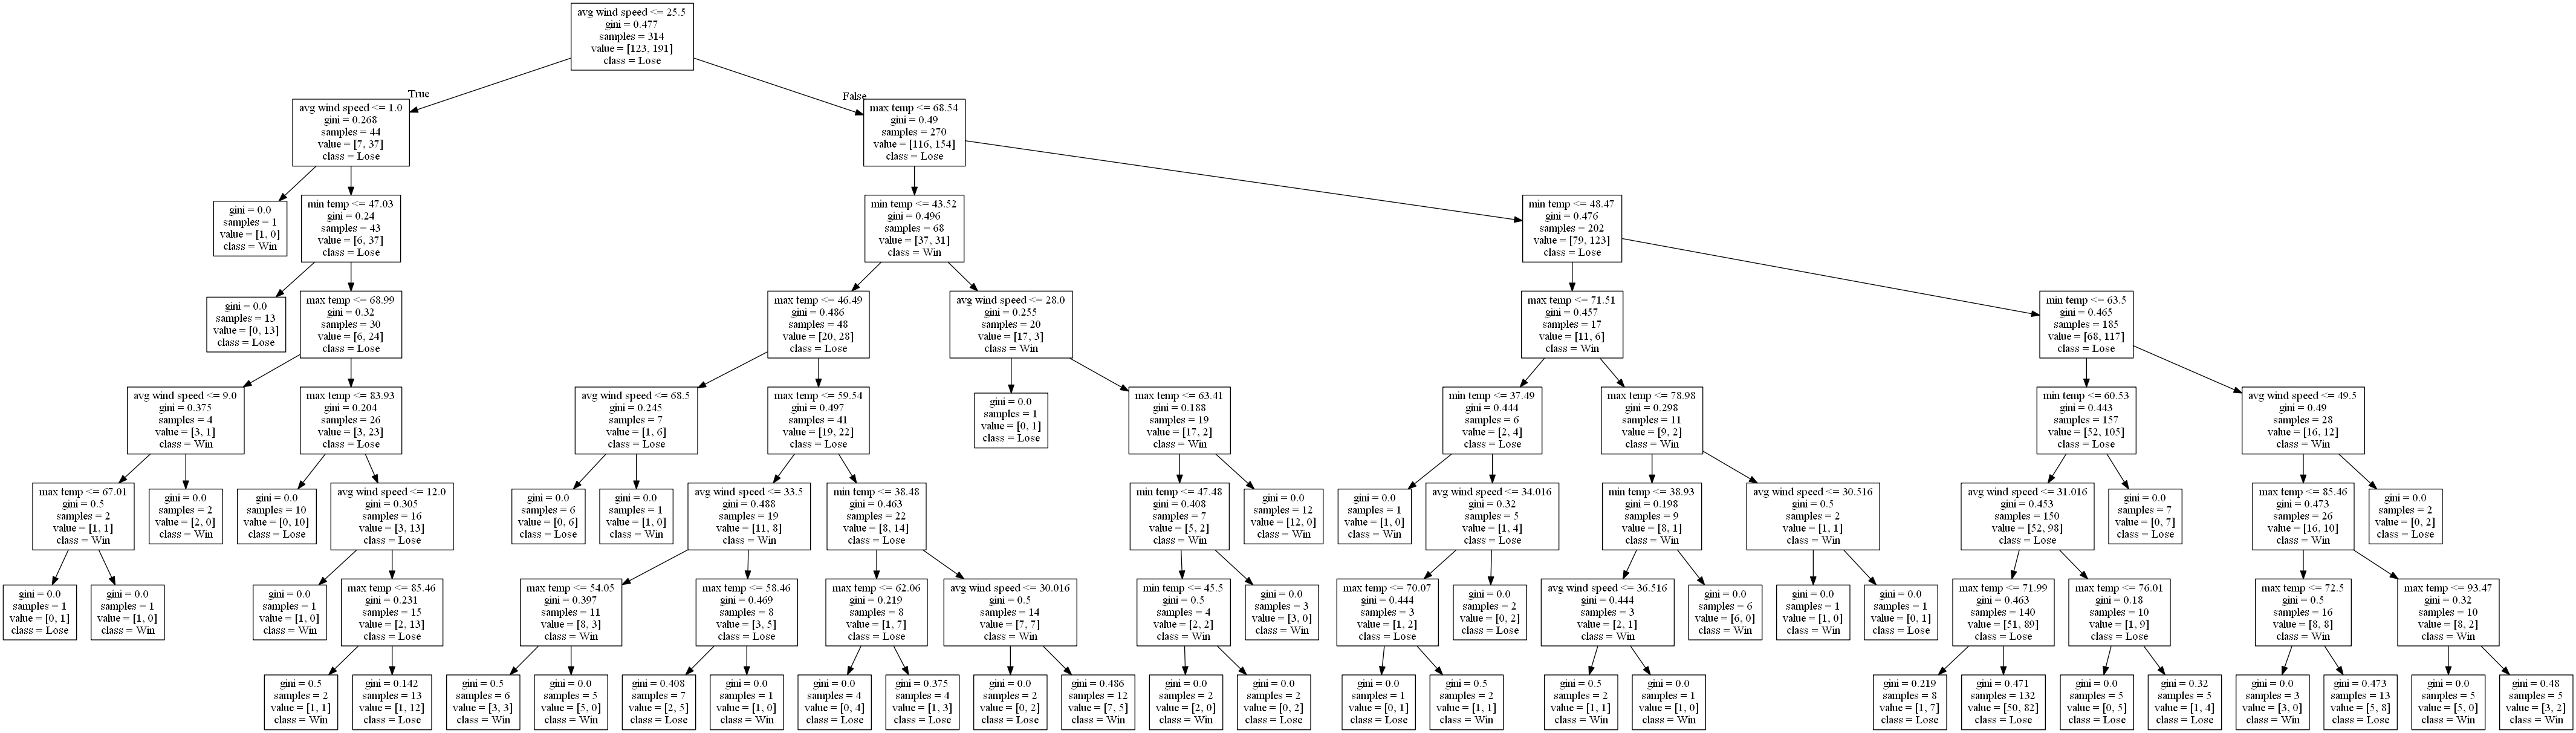 avg wind speed <= 25.5
gini = 0.477
samples = 314
value = [123, 191]
class = Lose
True
False
avg wind speed <= 1.0
gini = 0.268
samples = 44
value = [7, 37]
class = Lose
max temp <= 68.54
gini = 0.49
samples = 270
value = [116, 154]
class = Lose
gini = 0.0
samples = 1
value = [1, 0]
class = Win
min temp <= 47.03
gini = 0.24
samples = 43
value = [6, 37]
class = Lose
min temp <= 43.52
gini = 0.496
samples = 68
value = [37, 31]
class = Win
min temp <= 48.47
gini = 0.476
samples = 202
value = [79, 123]
class = Lose
gini = 0.0
samples = 13
value = [0, 13]
class = Lose
max temp <= 68.99
gini = 0.32
samples = 30
value = [6, 24]
class = Lose
max temp <= 46.49
gini = 0.486
samples = 48
value = [20, 28]
class = Lose
avg wind speed <= 28.0
gini = 0.255
samples = 20
value = [17, 3]
class = Win
max temp <= 71.51
gini = 0.457
samples = 17
value = [11, 6]
class = Win
min temp <= 63.5
gini = 0.465
samples = 185
value = [68, 117]
class = Lose
avg wind speed <= 9.0
gini = 0.375
samples = 4
value = [3, 1]
class = Win
max temp <= 83.93
gini = 0.204
samples = 26
value = [3, 23]
class = Lose
avg wind speed <= 68.5
gini = 0.245
samples = 7
value = [1, 6]
class = Lose
max temp <= 59.54
gini = 0.497
samples = 41
value = [19, 22]
class = Lose
gini = 0.0
samples = 1
value = [0, 1]
class = Lose
max temp <= 63.41
gini = 0.188
samples = 19
value = [17, 2]
class = Win
min temp <= 37.49
gini = 0.444
samples = 6
value = [2, 4]
class = Lose
max temp <= 78.98
gini = 0.298
samples = 11
value = [9, 2]
class = Win
min temp <= 60.53
gini = 0.443
samples = 157
value = [52, 105]
class = Lose
avg wind speed <= 49.5
gini = 0.49
samples = 28
value = [16, 12]
class = Win
max temp <= 67.01
gini = 0.5
samples = 2
value = [1, 1]
class = Win
gini = 0.0
samples = 2
value = [2, 0]
class = Win
gini = 0.0
samples = 10
value = [0, 10]
class = Lose
avg wind speed <= 12.0
gini = 0.305
samples = 16
value = [3, 13]
class = Lose
gini = 0.0
samples = 6
value = [0, 6]
class = Lose
gini = 0.0
samples = 1
value = [1, 0]
class = Win
avg wind speed <= 33.5
gini = 0.488
samples = 19
value = [11, 8]
class = Win
min temp <= 38.48
gini = 0.463
samples = 22
value = [8, 14]
class = Lose
min temp <= 47.48
gini = 0.408
samples = 7
value = [5, 2]
class = Win
gini = 0.0
samples = 12
value = [12, 0]
class = Win
gini = 0.0
samples = 1
value = [1, 0]
class = Win
avg wind speed <= 34.016
gini = 0.32
samples = 5
value = [1, 4]
class = Lose
min temp <= 38.93
gini = 0.198
samples = 9
value = [8, 1]
class = Win
avg wind speed <= 30.516
gini = 0.5
samples = 2
value = [1, 1]
class = Win
avg wind speed <= 31.016
gini = 0.453
samples = 150
value = [52, 98]
class = Lose
gini = 0.0
samples = 7
value = [0, 7]
class = Lose
max temp <= 85.46
gini = 0.473
samples = 26
value = [16, 10]
class = Win
gini = 0.0
samples = 2
value = [0, 2]
class = Lose
gini = 0.0
samples = 1
value = [0, 1]
class = Lose
gini = 0.0
samples = 1
value = [1, 0]
class = Win
gini = 0.0
samples = 1
value = [1, 0]
class = Win
max temp <= 85.46
gini = 0.231
samples = 15
value = [2, 13]
class = Lose
max temp <= 54.05
gini = 0.397
samples = 11
value = [8, 3]
class = Win
max temp <= 58.46
gini = 0.469
samples = 8
value = [3, 5]
class = Lose
max temp <= 62.06
gini = 0.219
samples = 8
value = [1, 7]
class = Lose
avg wind speed <= 30.016
gini = 0.5
samples = 14
value = [7, 7]
class = Win
min temp <= 45.5
gini = 0.5
samples = 4
value = [2, 2]
class = Win
gini = 0.0
samples = 3
value = [3, 0]
class = Win
max temp <= 70.07
gini = 0.444
samples = 3
value = [1, 2]
class = Lose
gini = 0.0
samples = 2
value = [0, 2]
class = Lose
avg wind speed <= 36.516
gini = 0.444
samples = 3
value = [2, 1]
class = Win
gini = 0.0
samples = 6
value = [6, 0]
class = Win
gini = 0.0
samples = 1
value = [1, 0]
class = Win
gini = 0.0
samples = 1
value = [0, 1]
class = Lose
max temp <= 71.99
gini = 0.463
samples = 140
value = [51, 89]
class = Lose
max temp <= 76.01
gini = 0.18
samples = 10
value = [1, 9]
class = Lose
max temp <= 72.5
gini = 0.5
samples = 16
value = [8, 8]
class = Win
max temp <= 93.47
gini = 0.32
samples = 10
value = [8, 2]
class = Win
gini = 0.5
samples = 2
value = [1, 1]
class = Win
gini = 0.142
samples = 13
value = [1, 12]
class = Lose
gini = 0.5
samples = 6
value = [3, 3]
class = Win
gini = 0.0
samples = 5
value = [5, 0]
class = Win
gini = 0.408
samples = 7
value = [2, 5]
class = Lose
gini = 0.0
samples = 1
value = [1, 0]
class = Win
gini = 0.0
samples = 4
value = [0, 4]
class = Lose
gini = 0.375
samples = 4
value = [1, 3]
class = Lose
gini = 0.0
samples = 2
value = [0, 2]
class = Lose
gini = 0.486
samples = 12
value = [7, 5]
class = Win
gini = 0.0
samples = 2
value = [2, 0]
class = Win
gini = 0.0
samples = 2
value = [0, 2]
class = Lose
gini = 0.0
samples = 1
value = [0, 1]
class = Lose
gini = 0.5
samples = 2
value = [1, 1]
class = Win
gini = 0.5
samples = 2
value = [1, 1]
class = Win
gini = 0.0
samples = 1
value = [1, 0]
class = Win
gini = 0.219
samples = 8
value = [1, 7]
class = Lose
gini = 0.471
samples = 132
value = [50, 82]
class = Lose
gini = 0.0
samples = 5
value = [0, 5]
class = Lose
gini = 0.32
samples = 5
value = [1, 4]
class = Lose
gini = 0.0
samples = 3
value = [3, 0]
class = Win
gini = 0.473
samples = 13
value = [5, 8]
class = Lose
gini = 0.0
samples = 5
value = [5, 0]
class = Win
gini = 0.48
samples = 5
value = [3, 2]
class = Win